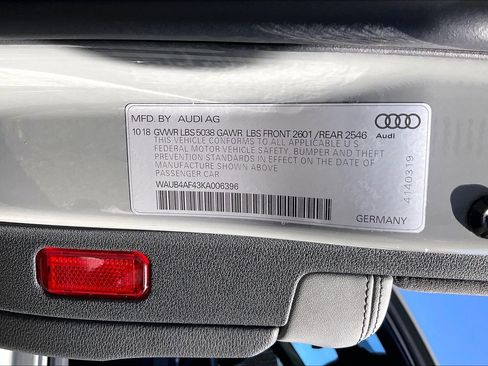 MFD. BY AUDI AG
10 18 GVWR LBS 5038 GAWR LBS FRONT 2601 / REAR 2546
THIS VEHICLE CONFORMS TO ALL APPLICABLE U S
FEDERAL MOTOR VEHICLE SAFETY, BUMPER AND THEFT
PREVENTION STANDARDS IN EFFECT ON THE DATE OF
MANUFACTURE SHOWN ABOVE
PASSENGER CAR
WAUB4AF43KA006396
Audi
4140319
GERMANY